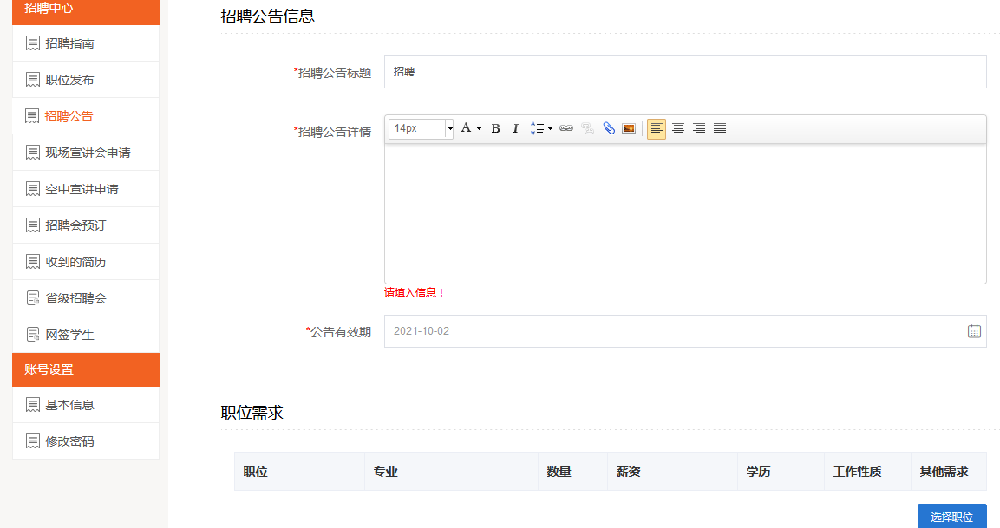 招聘中心
招聘指南
职位发布
招聘公告
现场宣讲会申请
空中宣讲申请
招聘会预订
收到的简历
省级招聘会
网签学生
账号设置
基本信息
修改密码
招聘公告信息
*招聘公告标题 招聘
*招聘公告详情 14px A B I
请填入信息！
*公告有效期 2021-10-02
职位需求
职位 专业 数量 薪资 学历 工作性质 其他需求
选择职位